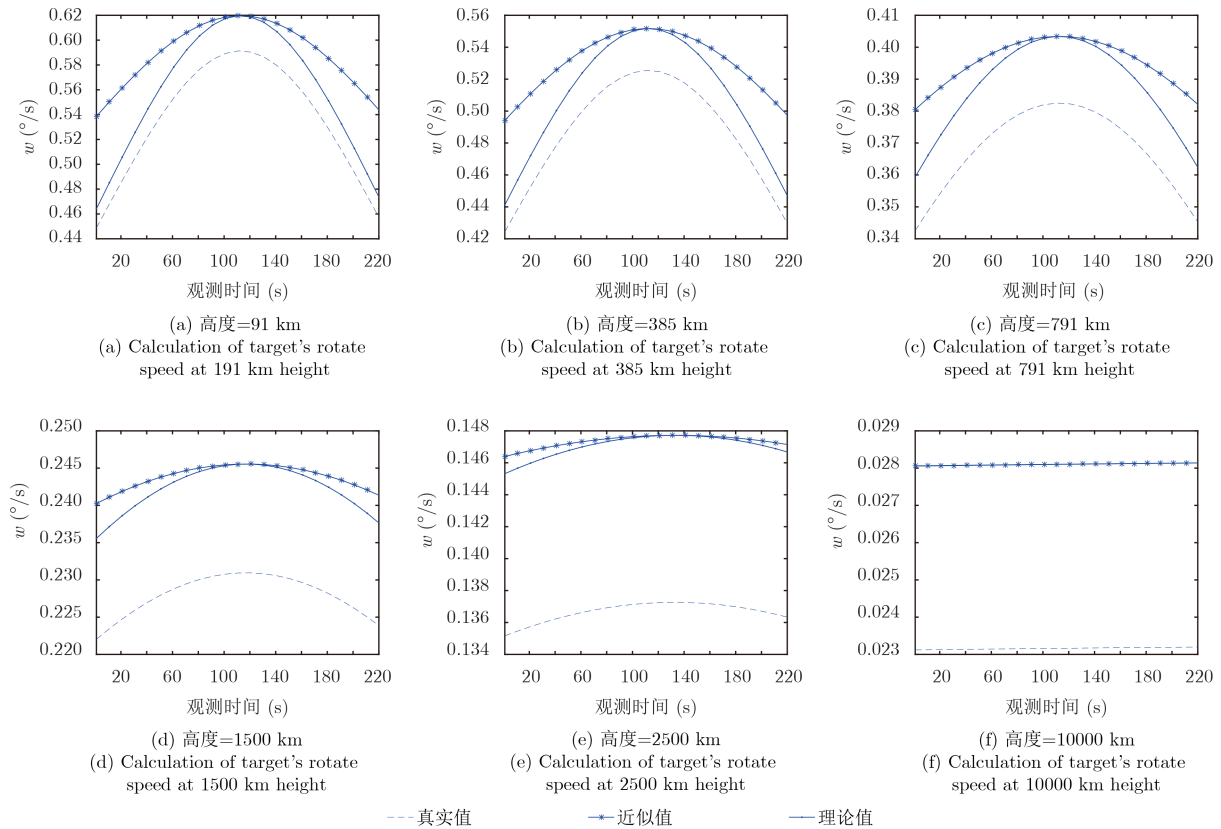 0.62
0.62
0.60
0.58
0.54
0.52
0.50
0.48
0.46
0.44
w (°/s)
20 60 100 140 180 220
观测时间 (s)
(a) 高度=91 km
(a) Calculation of target's rotate
speed at 191 km height
0.56
0.54
0.52
0.50
0.48
0.46
0.44
0.42
w (°/s)
20 60 100 140 180 220
观测时间 (s)
(b) 高度=385 km
(b) Calculation of target's rotate
speed at 385 km height
0.41
0.40
0.39
0.38
0.37
0.36
0.35
0.34
w (°/s)
20 60 100 140 180 220
观测时间 (s)
(c) 高度=791 km
(c) Calculation of target's rotate
speed at 791 km height
0.250
0.245
0.240
0.235
0.230
0.225
0.220
w (°/s)
20 60 100 140 180 220
观测时间 (s)
(d) 高度=1500 km
(d) Calculation of target's rotate
speed at 1500 km height
0.148
0.146
0.144
0.142
0.140
0.138
0.136
0.134
w (°/s)
20 60 100 140 180 220
观测时间 (s)
(e) 高度=2500 km
(e) Calculation of target's rotate
speed at 2500 km height
0.029
0.028
0.027
0.026
0.025
0.024
0.023
w (°/s)
20 60 100 140 180 220
观测时间 (s)
(f) 高度=10000 km
(f) Calculation of target's rotate
speed at 10000 km height
真实值 近似值 理论值